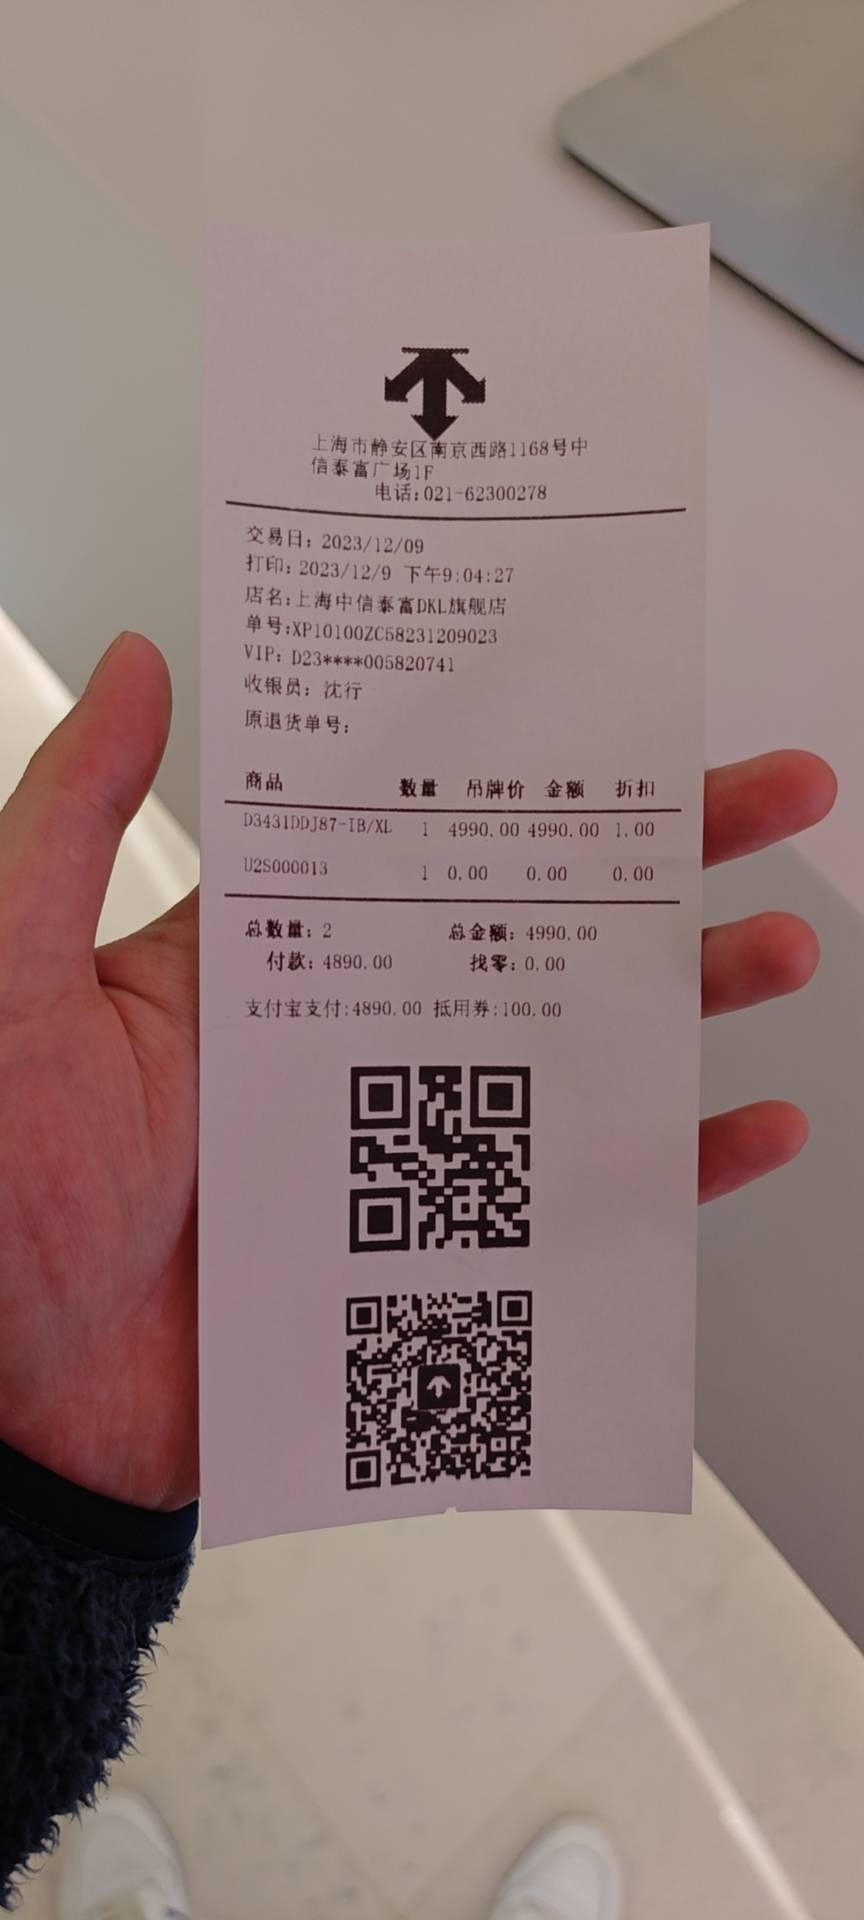 上海市静安区南京西路1168号中
信泰富广场1F
电话:021-62300278
交易日: 2023/12/09
打印: 2023/12/9 下午9:04:27
店名:上海中信泰富DKL旗舰店
单号:XP10100ZC58231209023
VIP: D23****005820741
收银员: 沈行
原退货单号:
商品 数量 吊牌价 金额 折扣
D3431DDJ87-IB/XL 1 4990.00 4990.00 1.00
U2S000013 1 0.00 0.00 0.00
总数量: 2 总金额: 4990.00
付款: 4890.00 找零: 0.00
支付宝支付:4890.00 抵用券:100.00